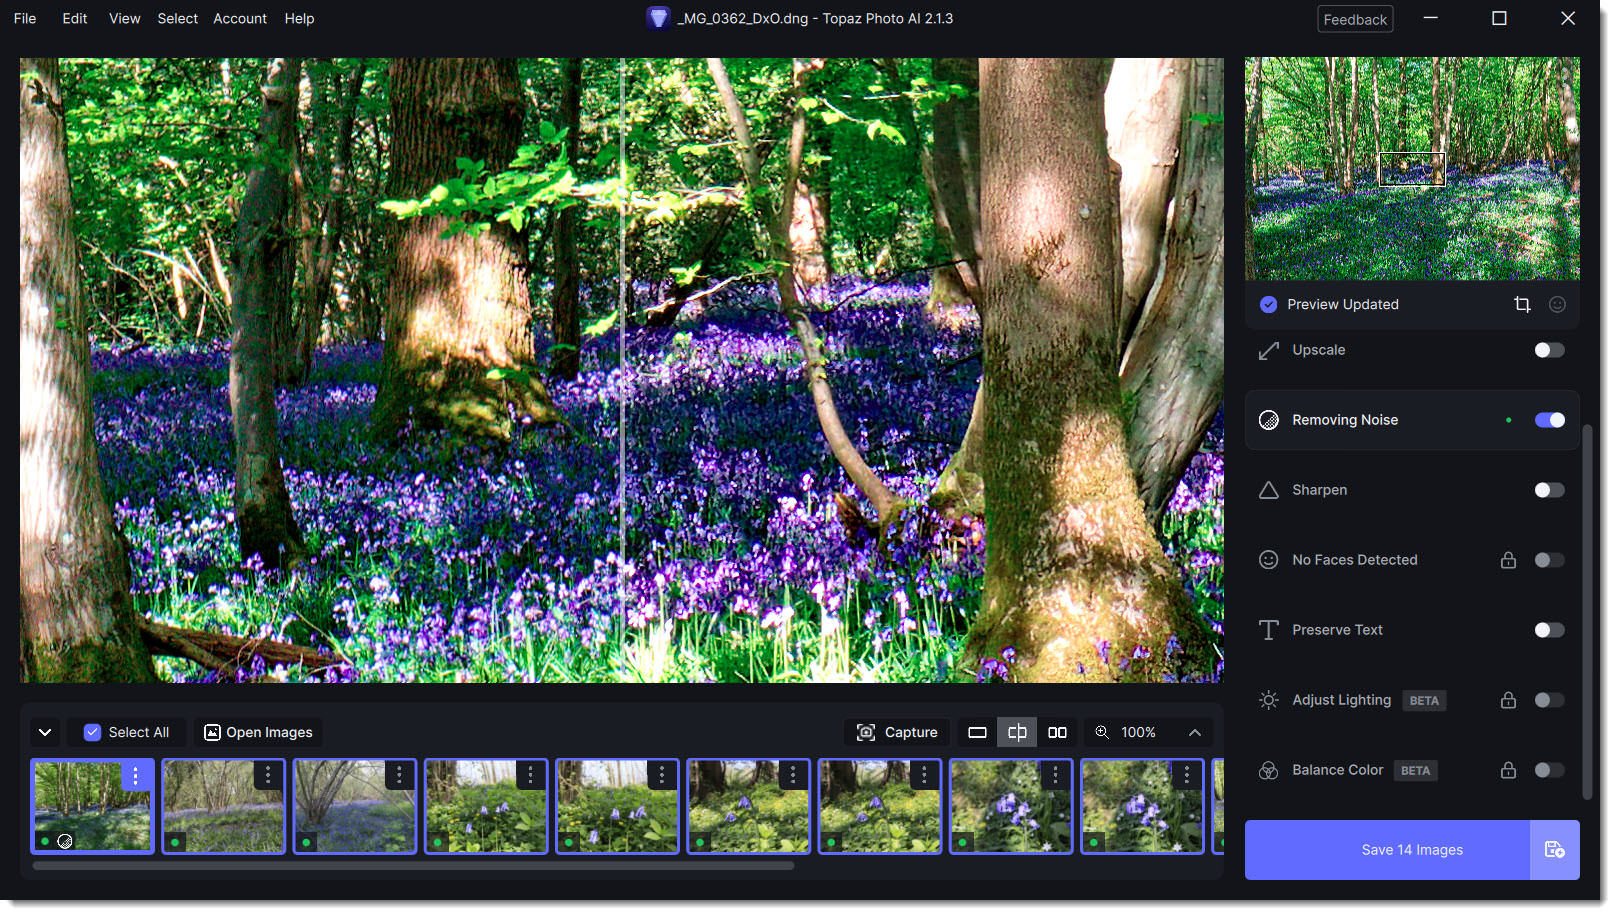 File Edit View Select Account Help
_MG_0362_DxO.dng - Topaz Photo AI 2.1.3
Feedback
Preview Updated
Upscale
Removing Noise
Sharpen
No Faces Detected
Preserve Text
Adjust Lighting BETA
Balance Color BETA
Select All
Open Images
Capture
100%
Save 14 Images